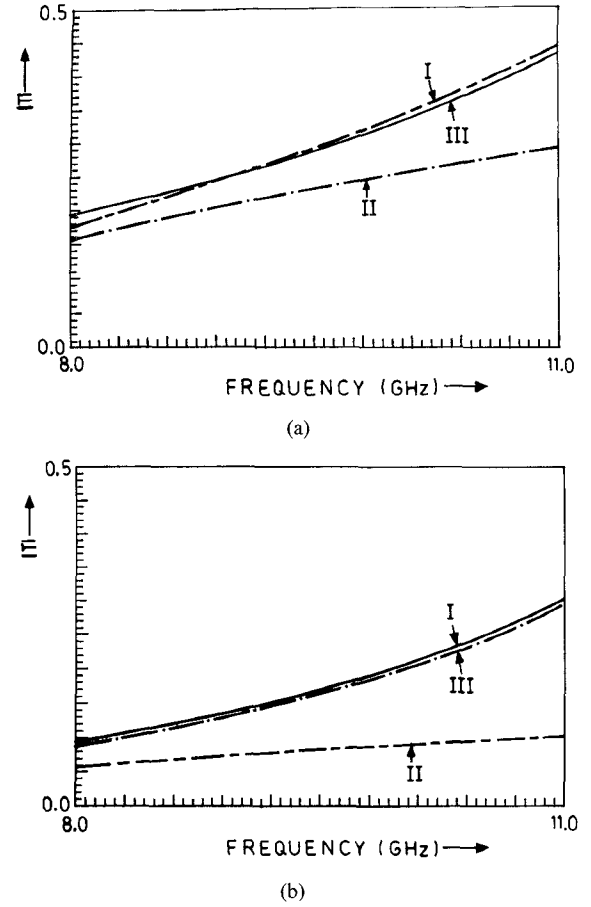 0.5
|T|
I
III
II
0.0
8.0
11.0
FREQUENCY (GHz)
(a)
0.5
|T|
I
III
II
0.0
8.0
11.0
FREQUENCY (GHz)
(b)